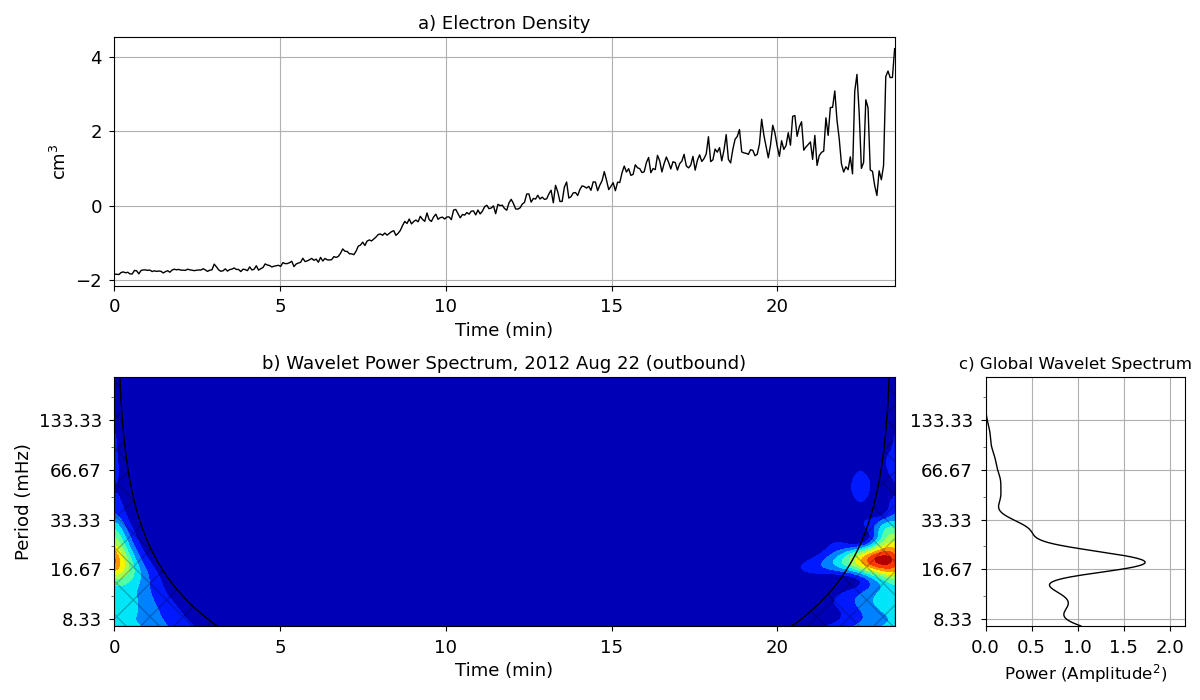 a) Electron Density
4
2
0
−2
cm³
0 5 10 15 20
Time (min)
b) Wavelet Power Spectrum, 2012 Aug 22 (outbound)
133.33
66.67
33.33
16.67
8.33
Period (mHz)
0 5 10 15 20
Time (min)
c) Global Wavelet Spectrum
133.33
66.67
33.33
16.67
8.33
0.0 0.5 1.0 1.5 2.0
Power (Amplitude²)